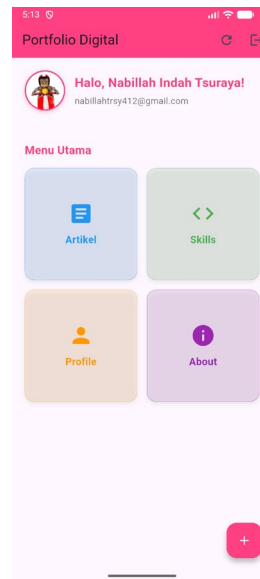 5:13
Portfolio Digital
Halo, Nabillah Indah Tsuraya!
nabillahtrsy412@gmail.com
Menu Utama
Artikel
Skills
Profile
About